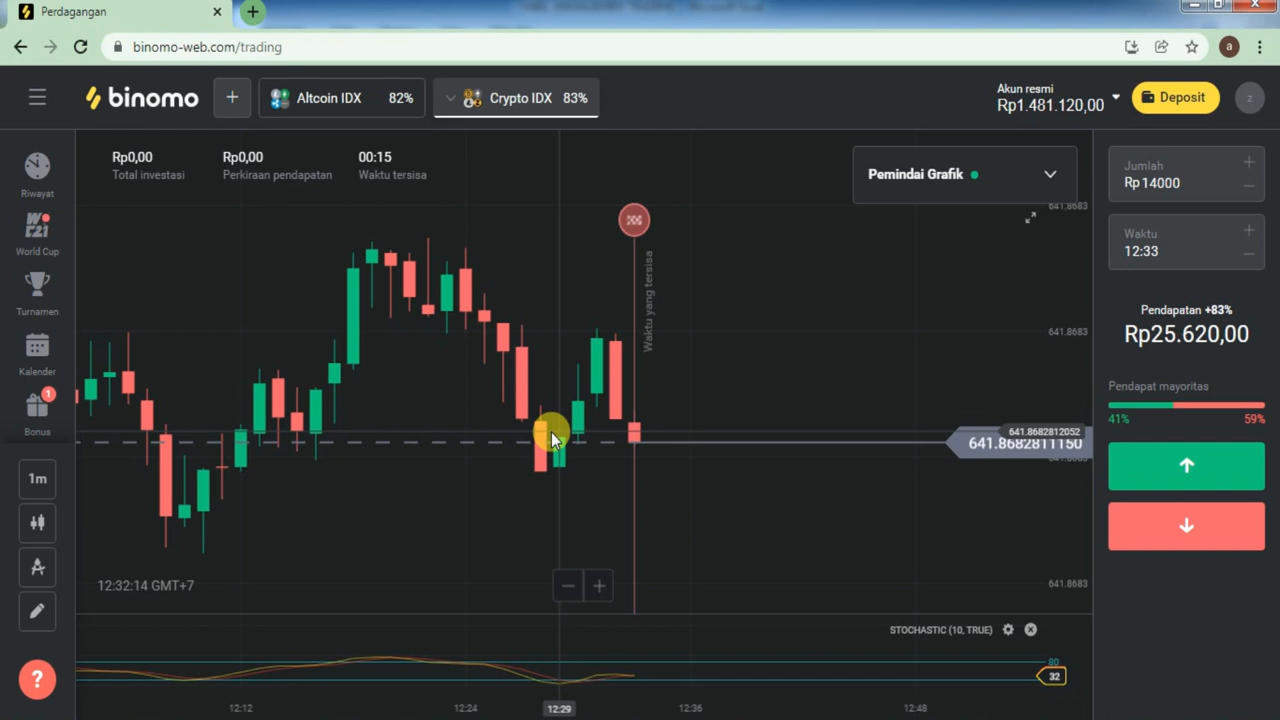 Perdagangan
binomo-web.com/trading
a
binomo
Altcoin IDX 82%
Crypto IDX 83%
Akun resmi
Rp1.481.120,00
Deposit
z
Riwayat
World Cup
Turnamen
Kalender
1
Bonus
1m
?
Rp0,00
Total investasi
Rp0,00
Perkiraan pendapatan
00:15
Waktu tersisa
Pemindai Grafik
641.8683
Waktu yang tersisa
641.8683
641.8682812052
641.8682811150
641.8683
12:32:14 GMT+7
STOCHASTIC (10, TRUE)
80
32
12:12
12:24
12:29
12:36
12:48
Jumlah
Rp14000
Waktu
12:33
Pendapatan +83%
Rp25.620,00
Pendapat mayoritas
41% 59%